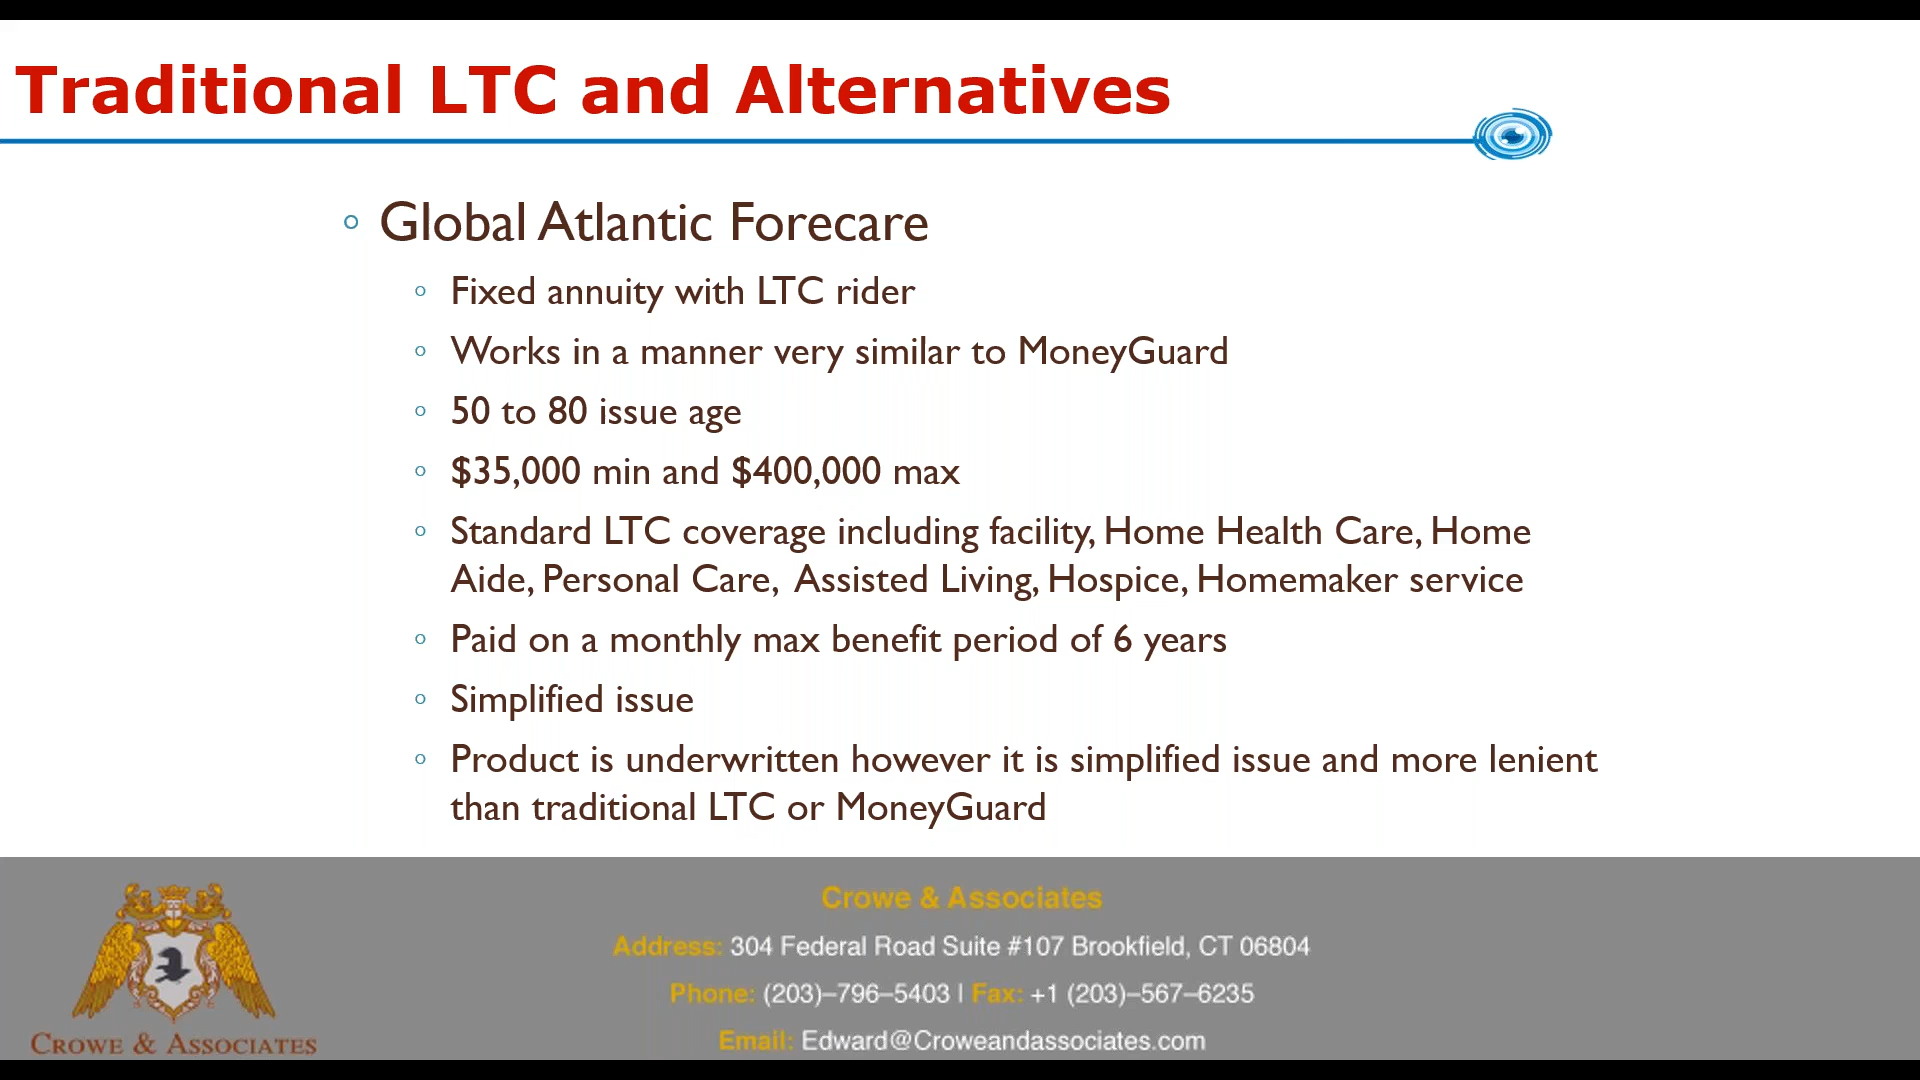 Traditional LTC and Alternatives
Global Atlantic Forecare
Fixed annuity with LTC rider
Works in a manner very similar to MoneyGuard
50 to 80 issue age
$35,000 min and $400,000 max
Standard LTC coverage including facility, Home Health Care, Home
Aide, Personal Care,  Assisted Living, Hospice, Homemaker service
Paid on a monthly max benefit period of 6 years
Simplified issue
Product is underwritten however it is simplified issue and more lenient
than traditional LTC or MoneyGuard
Crowe & Associates
Address: 304 Federal Road Suite #107 Brookfield, CT 06804
Phone: (203)–796–5403 | Fax: +1 (203)–567–6235
Email: Edward@Croweandassociates.com
CROWE & ASSOCIATES